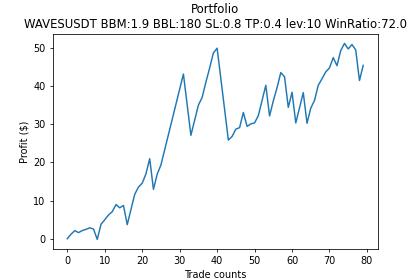 Portfolio
WAVESUSDT BBM:1.9 BBL:180 SL:0.8 TP:0.4 lev:10 WinRatio:72.0
50
40
30
20
10
0
Profit ($)
0 10 20 30 40 50 60 70 80
Trade counts